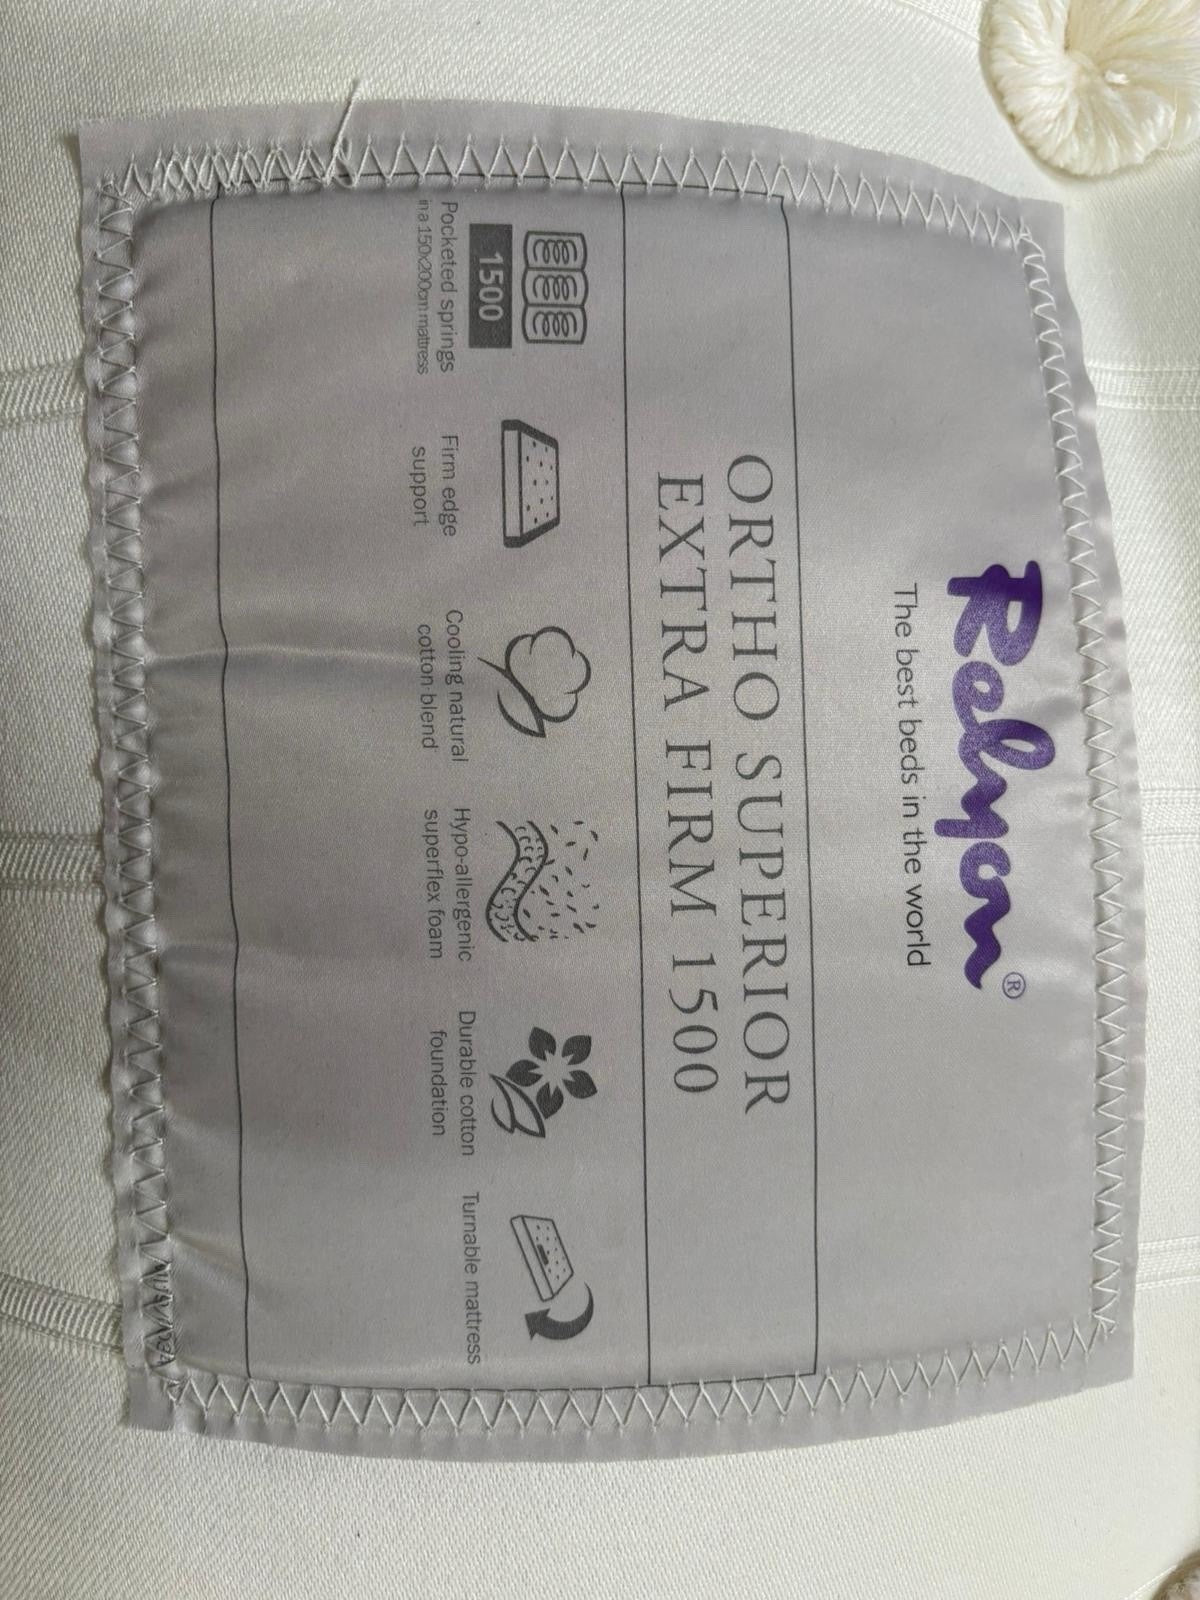 Relyon®
The best beds in the world
ORTHO SUPERIOR
EXTRA FIRM 1500
1500
Pocketed springs
in a 150x200cm mattress
Firm edge
support
Cooling natural
cotton blend
Hypo-allergenic
superflex foam
Durable cotton
foundation
Turnable mattress